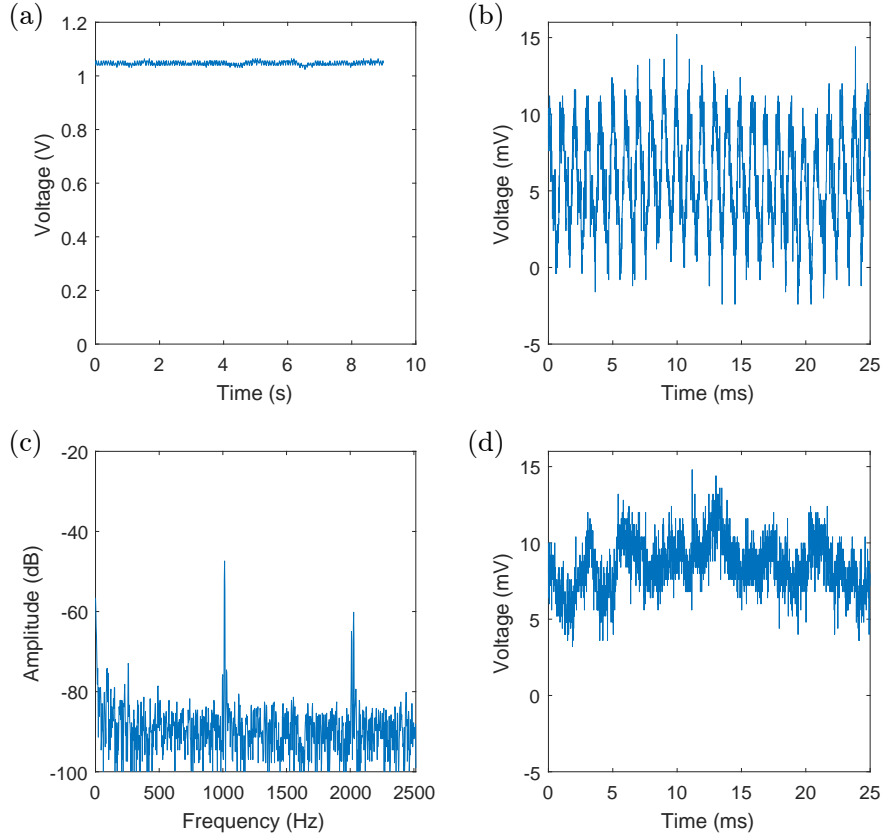 (a)
1.2
1
0.8
0.6
0.4
0.2
0
Voltage (V)
0 2 4 6 8 10
Time (s)
(b)
15
10
5
0
-5
Voltage (mV)
0 5 10 15 20 25
Time (ms)
(c)
-20
-40
-60
-80
-100
Amplitude (dB)
0 500 1000 1500 2000 2500
Frequency (Hz)
(d)
15
10
5
0
-5
Voltage (mV)
0 5 10 15 20 25
Time (ms)